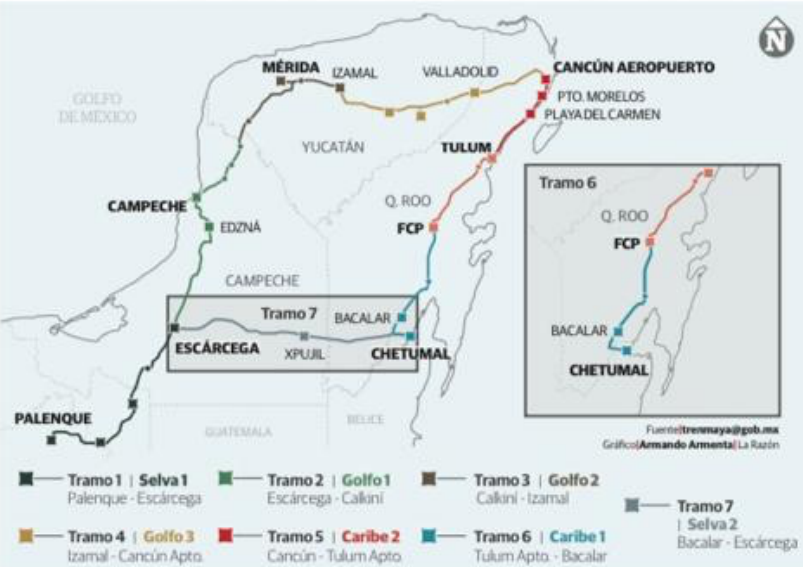 N
MÉRIDA
IZAMAL
VALLADOLID
CANCÚN AEROPUERTO
PTO. MORELOS
PLAYA DEL CARMEN
GOLFO
DE MÉXICO
YUCATÁN
TULUM
CAMPECHE
EDZNÁ
Q. ROO
FCP
CAMPECHE
Tramo 7
BACALAR
ESCÁRCEGA
XPUJIL
CHETUMAL
PALENQUE
GUATEMALA
BELICE
Tramo 6
Q. ROO
FCP
BACALAR
CHETUMAL
Fuente|trenmaya@gob.mx
Gráfico|Armando Armenta|La Razón
Tramo 1 | Selva 1
Palenque - Escárcega
Tramo 2 | Golfo 1
Escárcega - Calkiní
Tramo 3 | Golfo 2
Calkini - Izamal
Tramo 4 | Golfo 3
Izamal - Cancún Apto.
Tramo 5 | Caribe 2
Cancún - Tulum Apto.
Tramo 6 | Caribe 1
Tulum Apto. - Bacalar
Tramo 7
| Selva 2
Bacalar - Escárcega